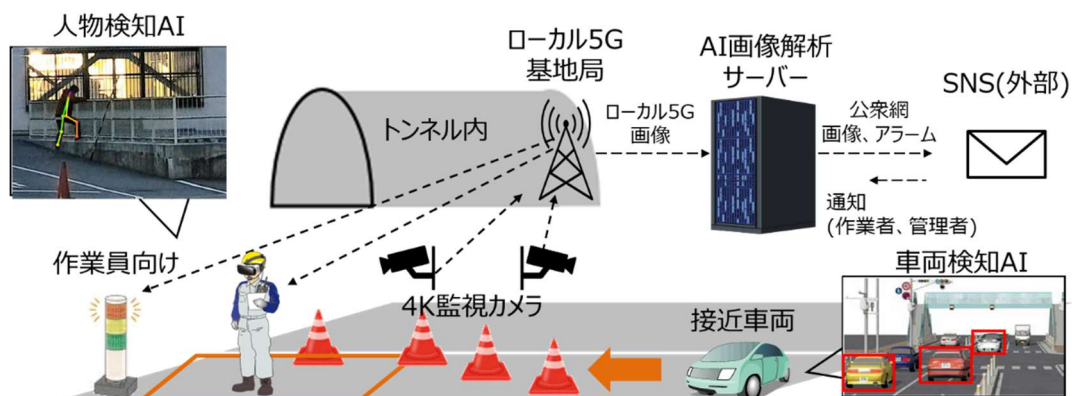 人物検知AI
ローカル5G
基地局
AI画像解析
サーバー
SNS(外部)
トンネル内
ローカル5G
画像
公衆網
画像、アラーム
通知
(作業者、管理者)
作業員向け
4K監視カメラ
接近車両
車両検知AI